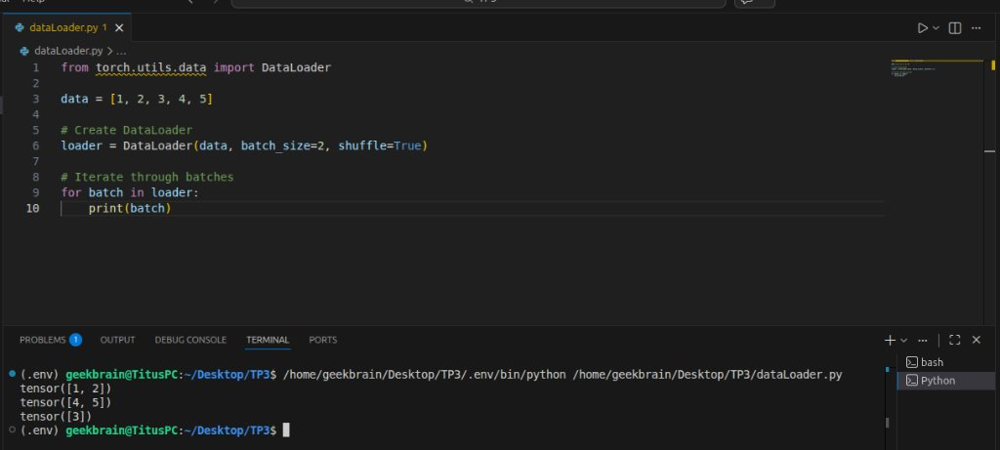 dataLoader.py 1
dataLoader.py > ...
1 from torch.utils.data import DataLoader
2
3 data = [1, 2, 3, 4, 5]
4
5 # Create DataLoader
6 loader = DataLoader(data, batch_size=2, shuffle=True)
7
8 # Iterate through batches
9 for batch in loader:
10     print(batch)
PROBLEMS 1 OUTPUT DEBUG CONSOLE TERMINAL PORTS
(.env) geekbrain@TitusPC:~/Desktop/TP3$ /home/geekbrain/Desktop/TP3/.env/bin/python /home/geekbrain/Desktop/TP3/dataLoader.py
tensor([1, 2])
tensor([4, 5])
tensor([3])
(.env) geekbrain@TitusPC:~/Desktop/TP3$
bash
Python